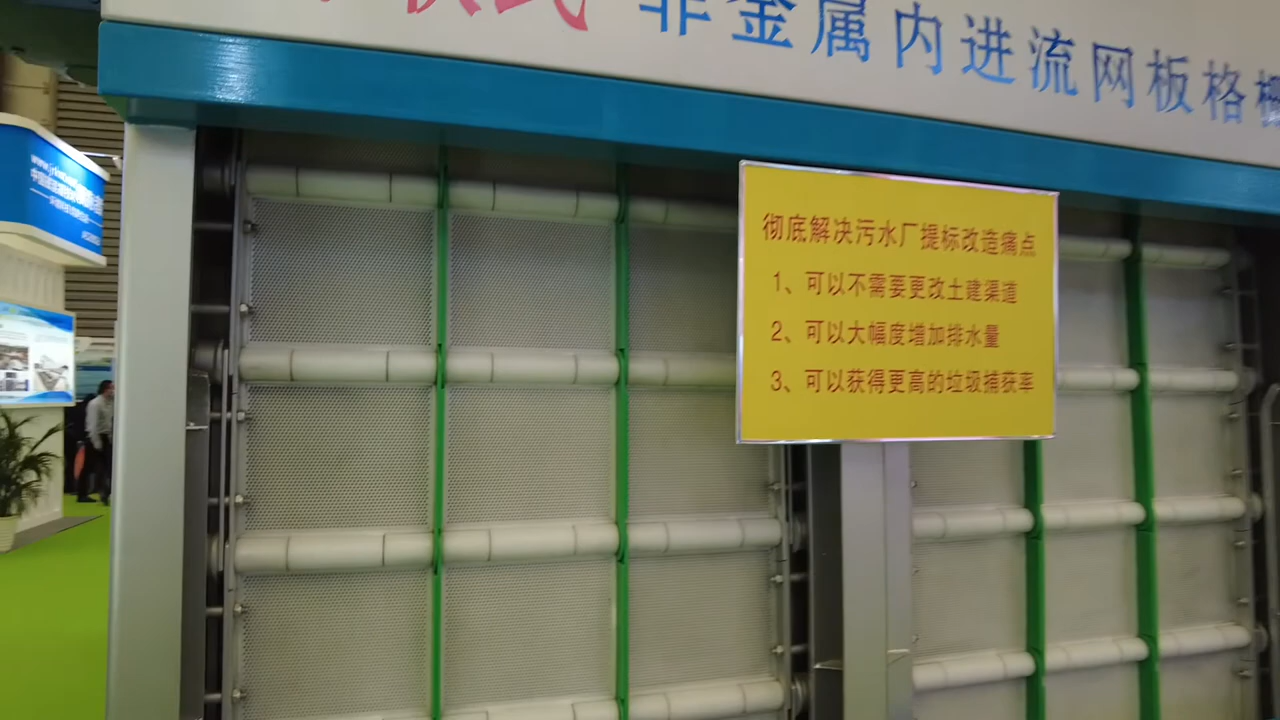 式 非金属内进流网板格栅
彻底解决污水厂提标改造痛点
1、可以不需要更改土建渠道
2、可以大幅度增加排水量
3、可以获得更高的垃圾捕获率